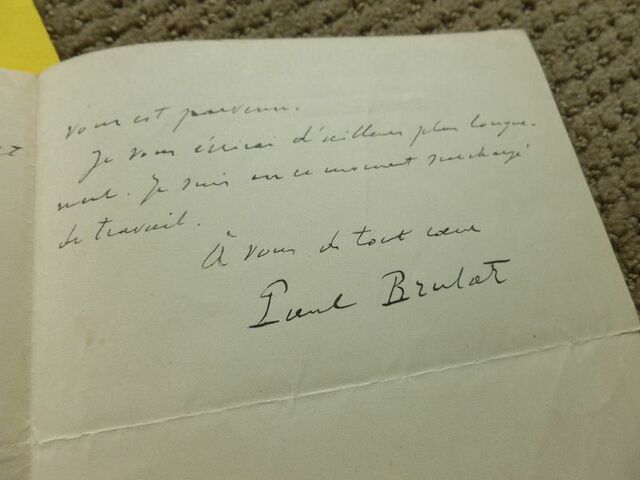 vous est parvenu.
Je vous écrirai d'ailleurs plus longue-
ment. Je suis en ce moment surchargé
de travail.
À vous de tout cœur
Paul Brulat